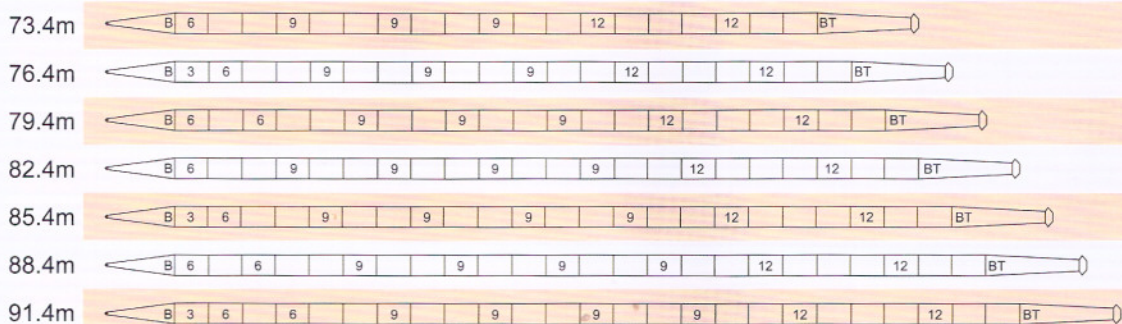 73.4m B 6 9 9 9 12 12 BT
76.4m B 3 6 9 9 9 12 12 BT
79.4m B 6 6 9 9 9 12 12 BT
82.4m B 6 9 9 9 9 12 12 BT
85.4m B 3 6 9 9 9 9 12 12 BT
88.4m B 6 6 9 9 9 9 12 12 BT
91.4m B 3 6 6 9 9 9 9 12 12 BT